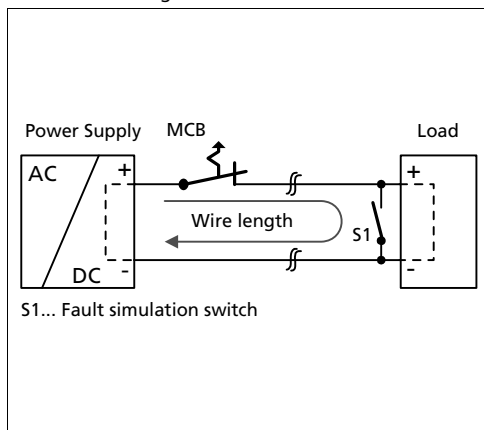 Power Supply
MCB
Load
AC
+
+
Wire length
S1
DC
-
-
S1... Fault simulation switch